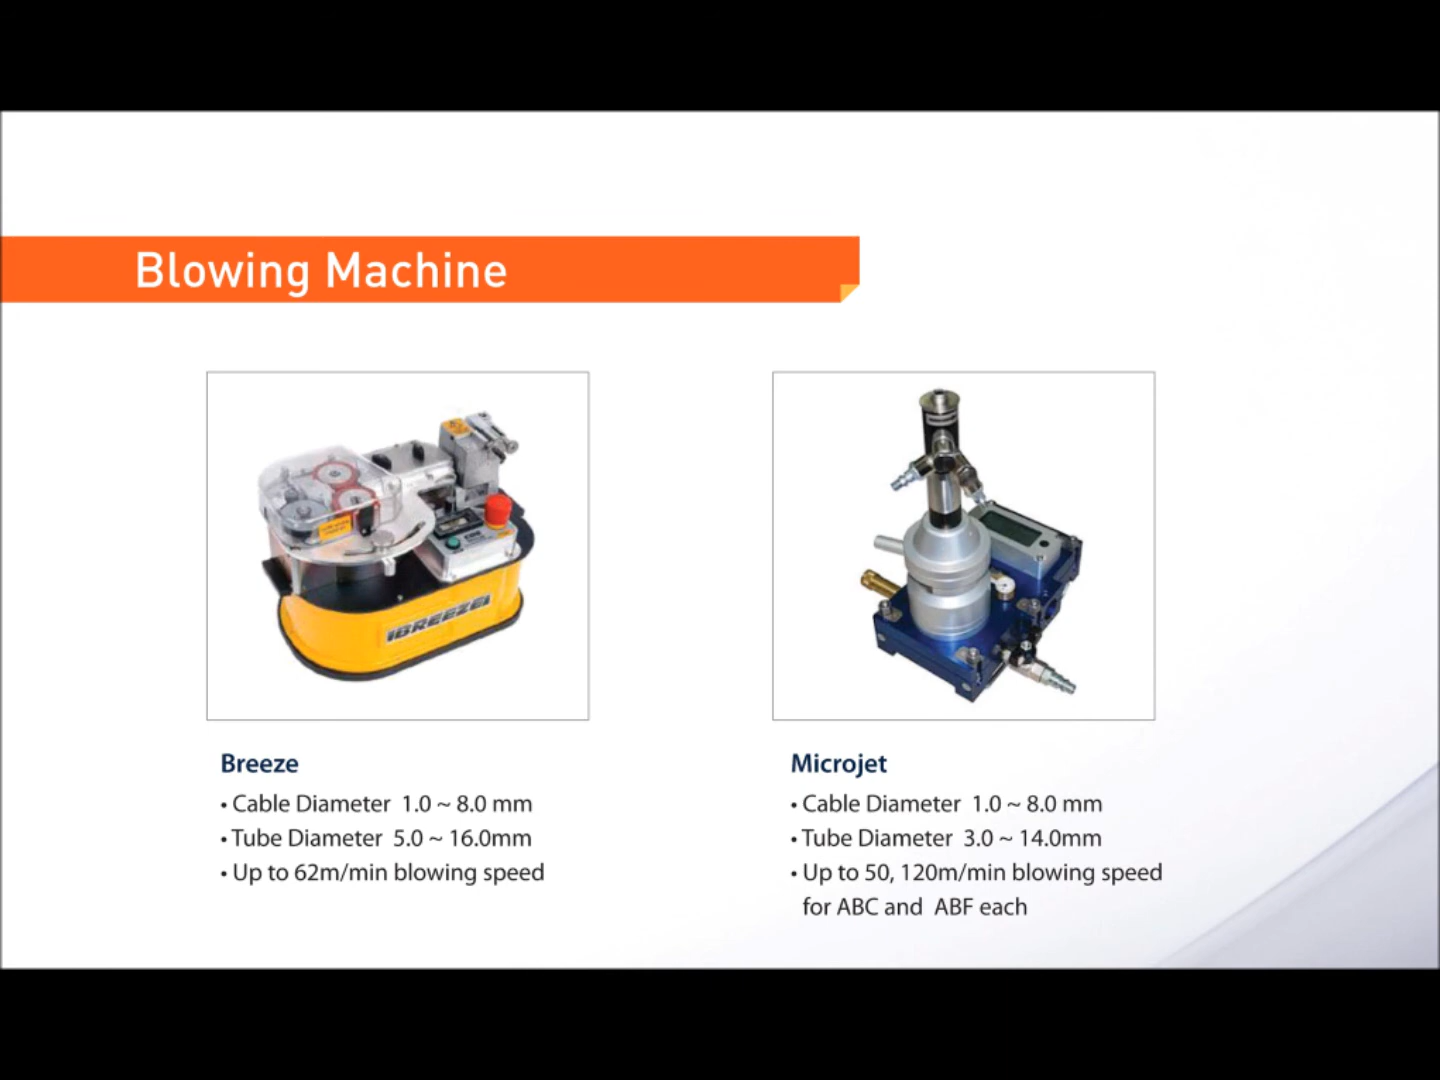 Blowing Machine
BREEZE
Breeze
• Cable Diameter 1.0 ~ 8.0 mm
• Tube Diameter 5.0 ~ 16.0mm
• Up to 62m/min blowing speed
Microjet
• Cable Diameter 1.0 ~ 8.0 mm
• Tube Diameter 3.0 ~ 14.0mm
• Up to 50, 120m/min blowing speed
for ABC and ABF each